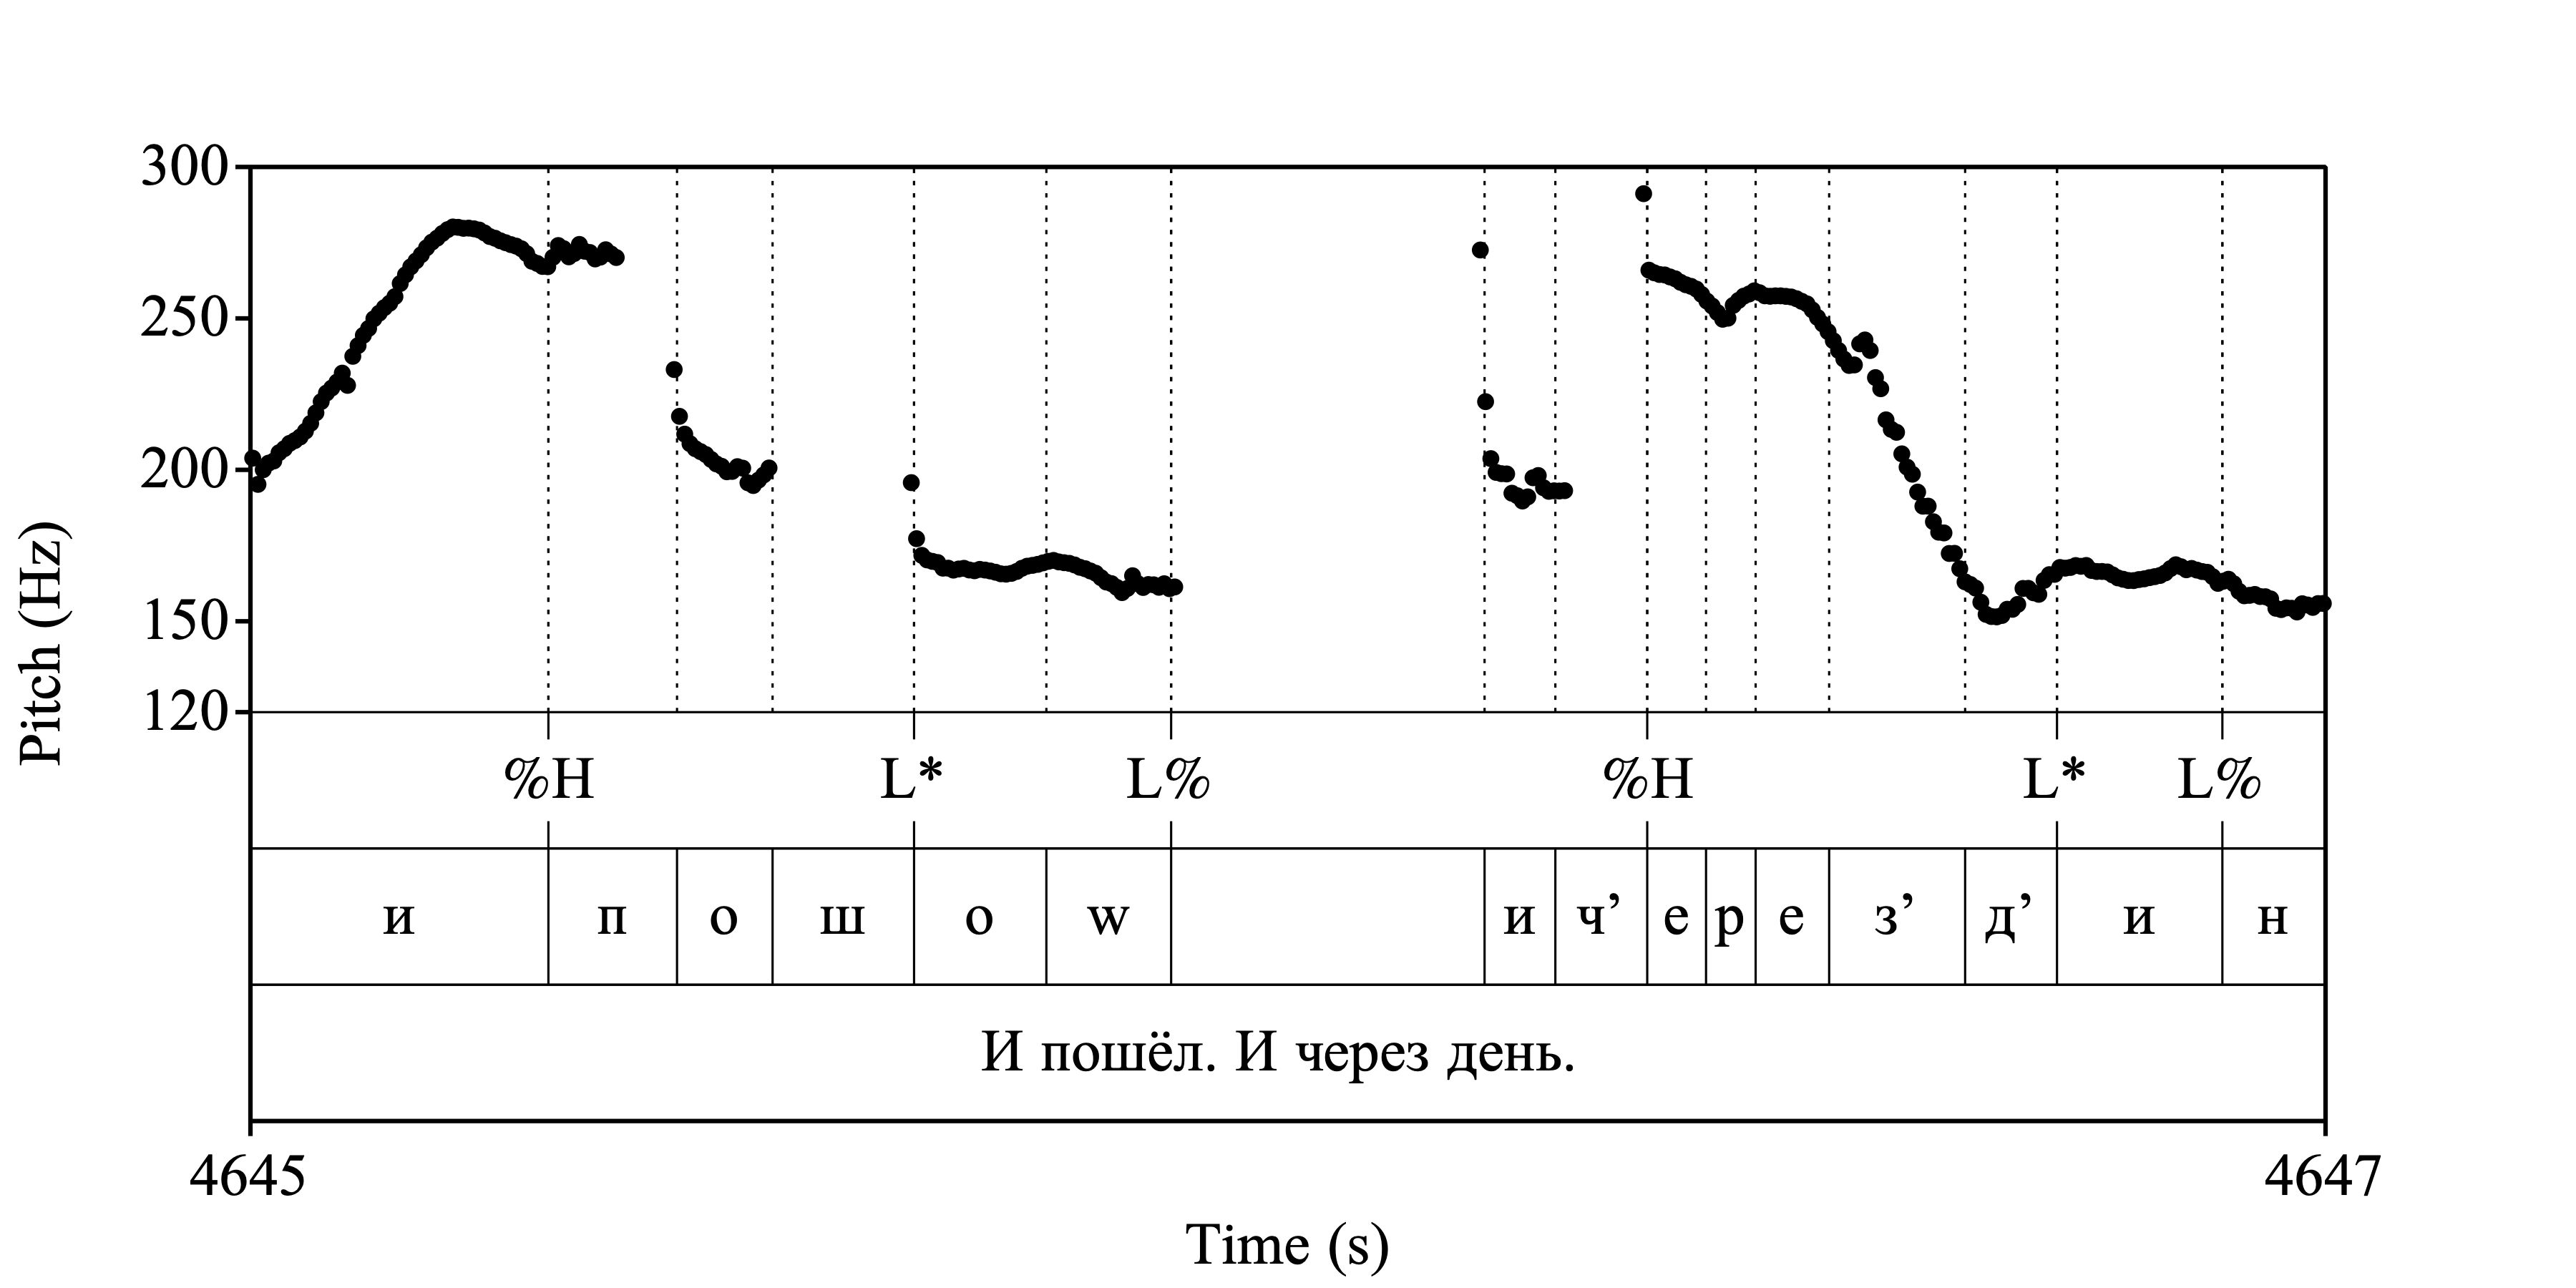 300
250
200
150
120
Pitch (Hz)
%H L* L% %H L* L%
и п о ш о w и ч’ е р е з’ д’ и н
И пошёл. И через день.
4645 4647
Time (s)